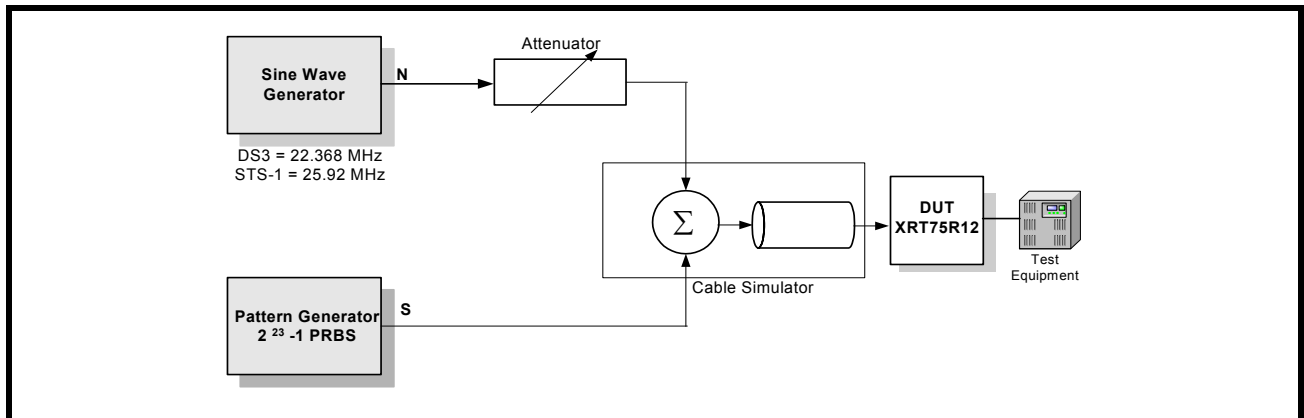 Attenuator
Sine Wave
Generator
N
DS3 = 22.368 MHz
STS-1 = 25.92 MHz
Σ
DUT
XRT75R12
Test
Equipment
Cable Simulator
Pattern Generator
2 ²³ -1 PRBS
S